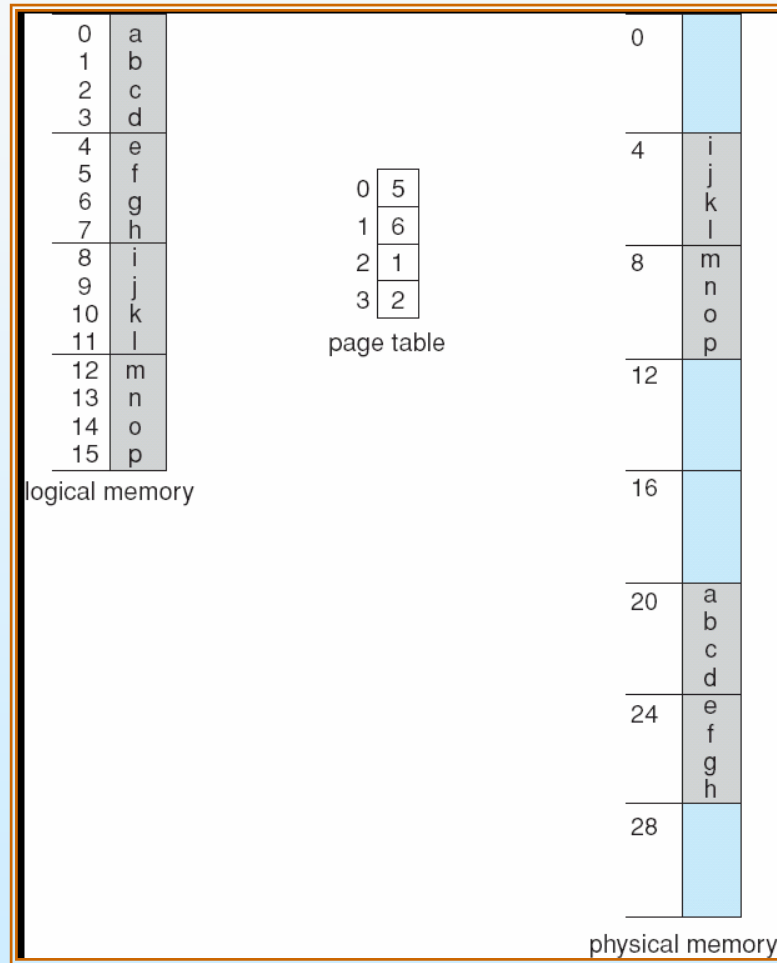 0 a
1 b
2 c
3 d
4 e
5 f
6 g
7 h
8 i
9 j
10 k
11 l
12 m
13 n
14 o
15 p
logical memory
0 5
1 6
2 1
3 2
page table
0
4 i
j
k
l
8 m
n
o
p
12
16
20 a
b
c
d
24 e
f
g
h
28
physical memory